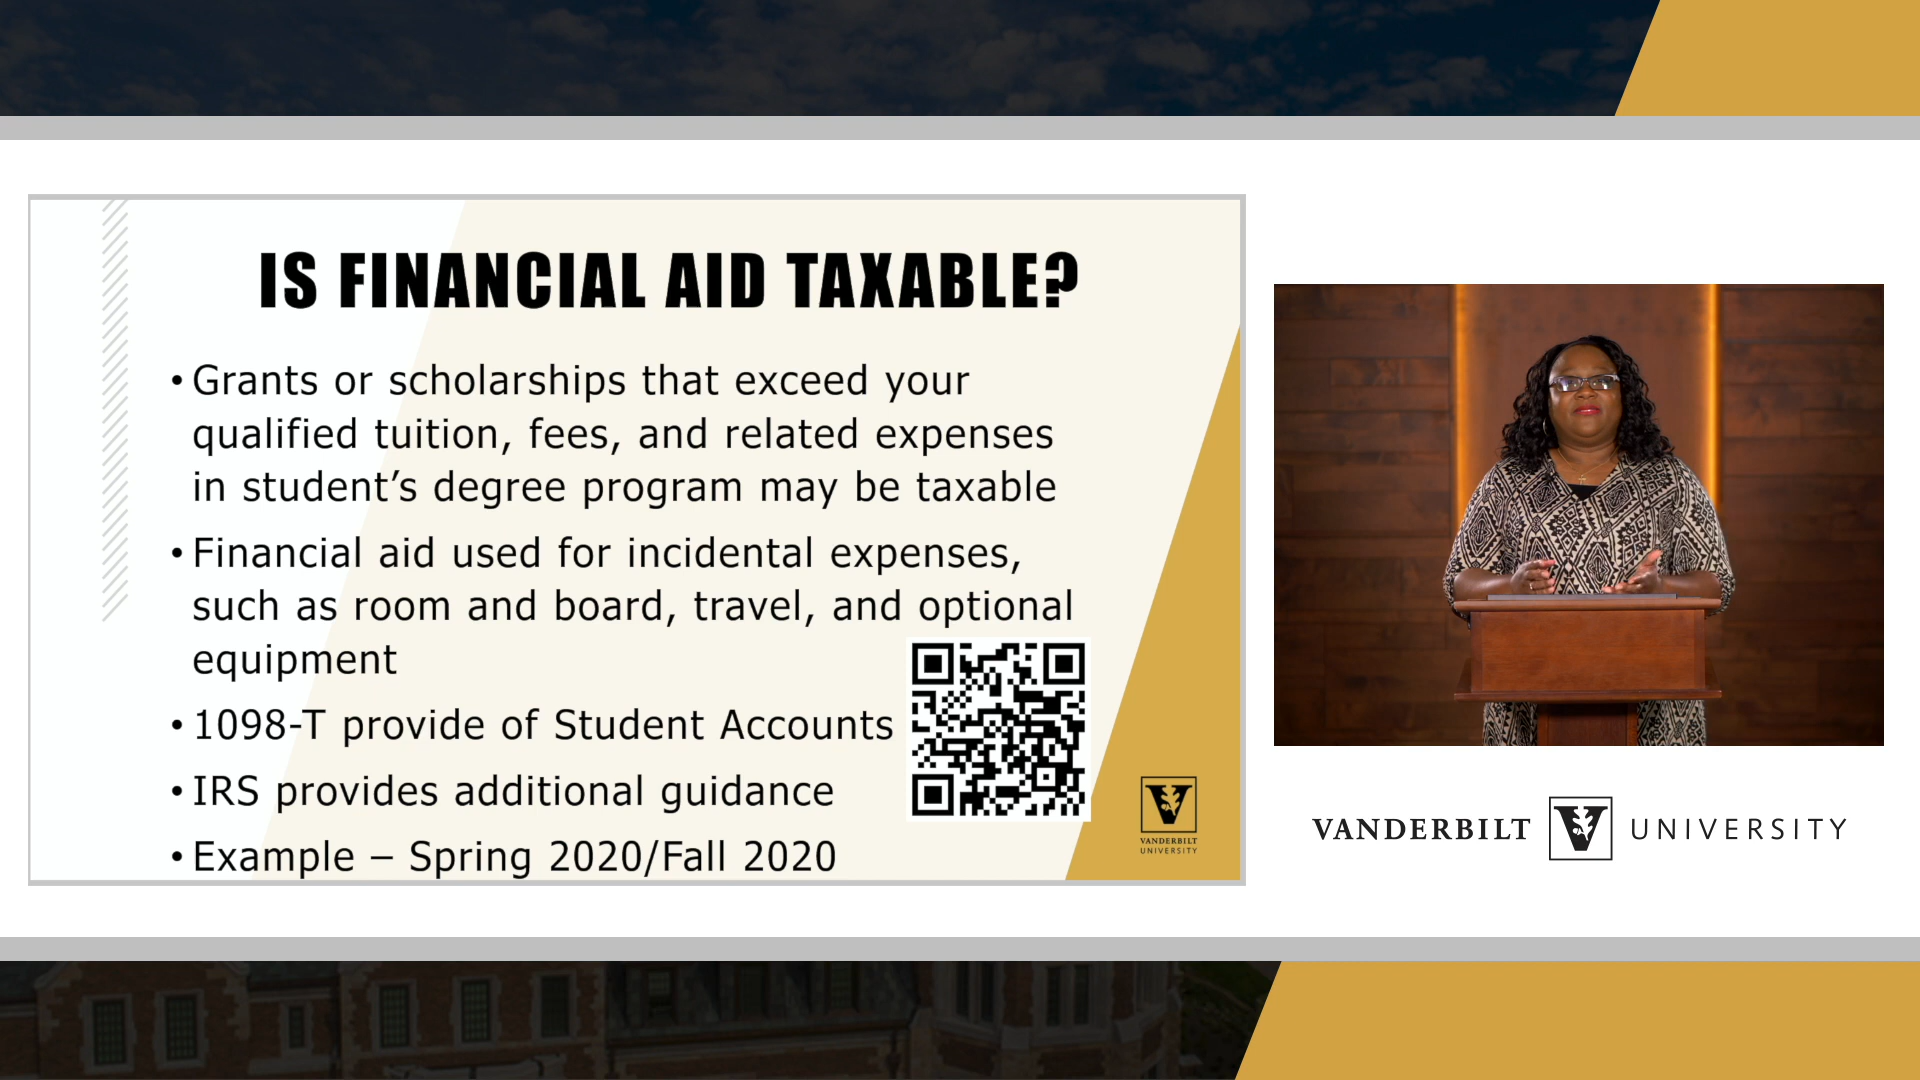 IS FINANCIAL AID TAXABLE?
• Grants or scholarships that exceed your
qualified tuition, fees, and related expenses
in student’s degree program may be taxable
• Financial aid used for incidental expenses,
such as room and board, travel, and optional
equipment
• 1098-T provide of Student Accounts
• IRS provides additional guidance
• Example – Spring 2020/Fall 2020
V
VANDERBILT
UNIVERSITY
VANDERBILT V UNIVERSITY